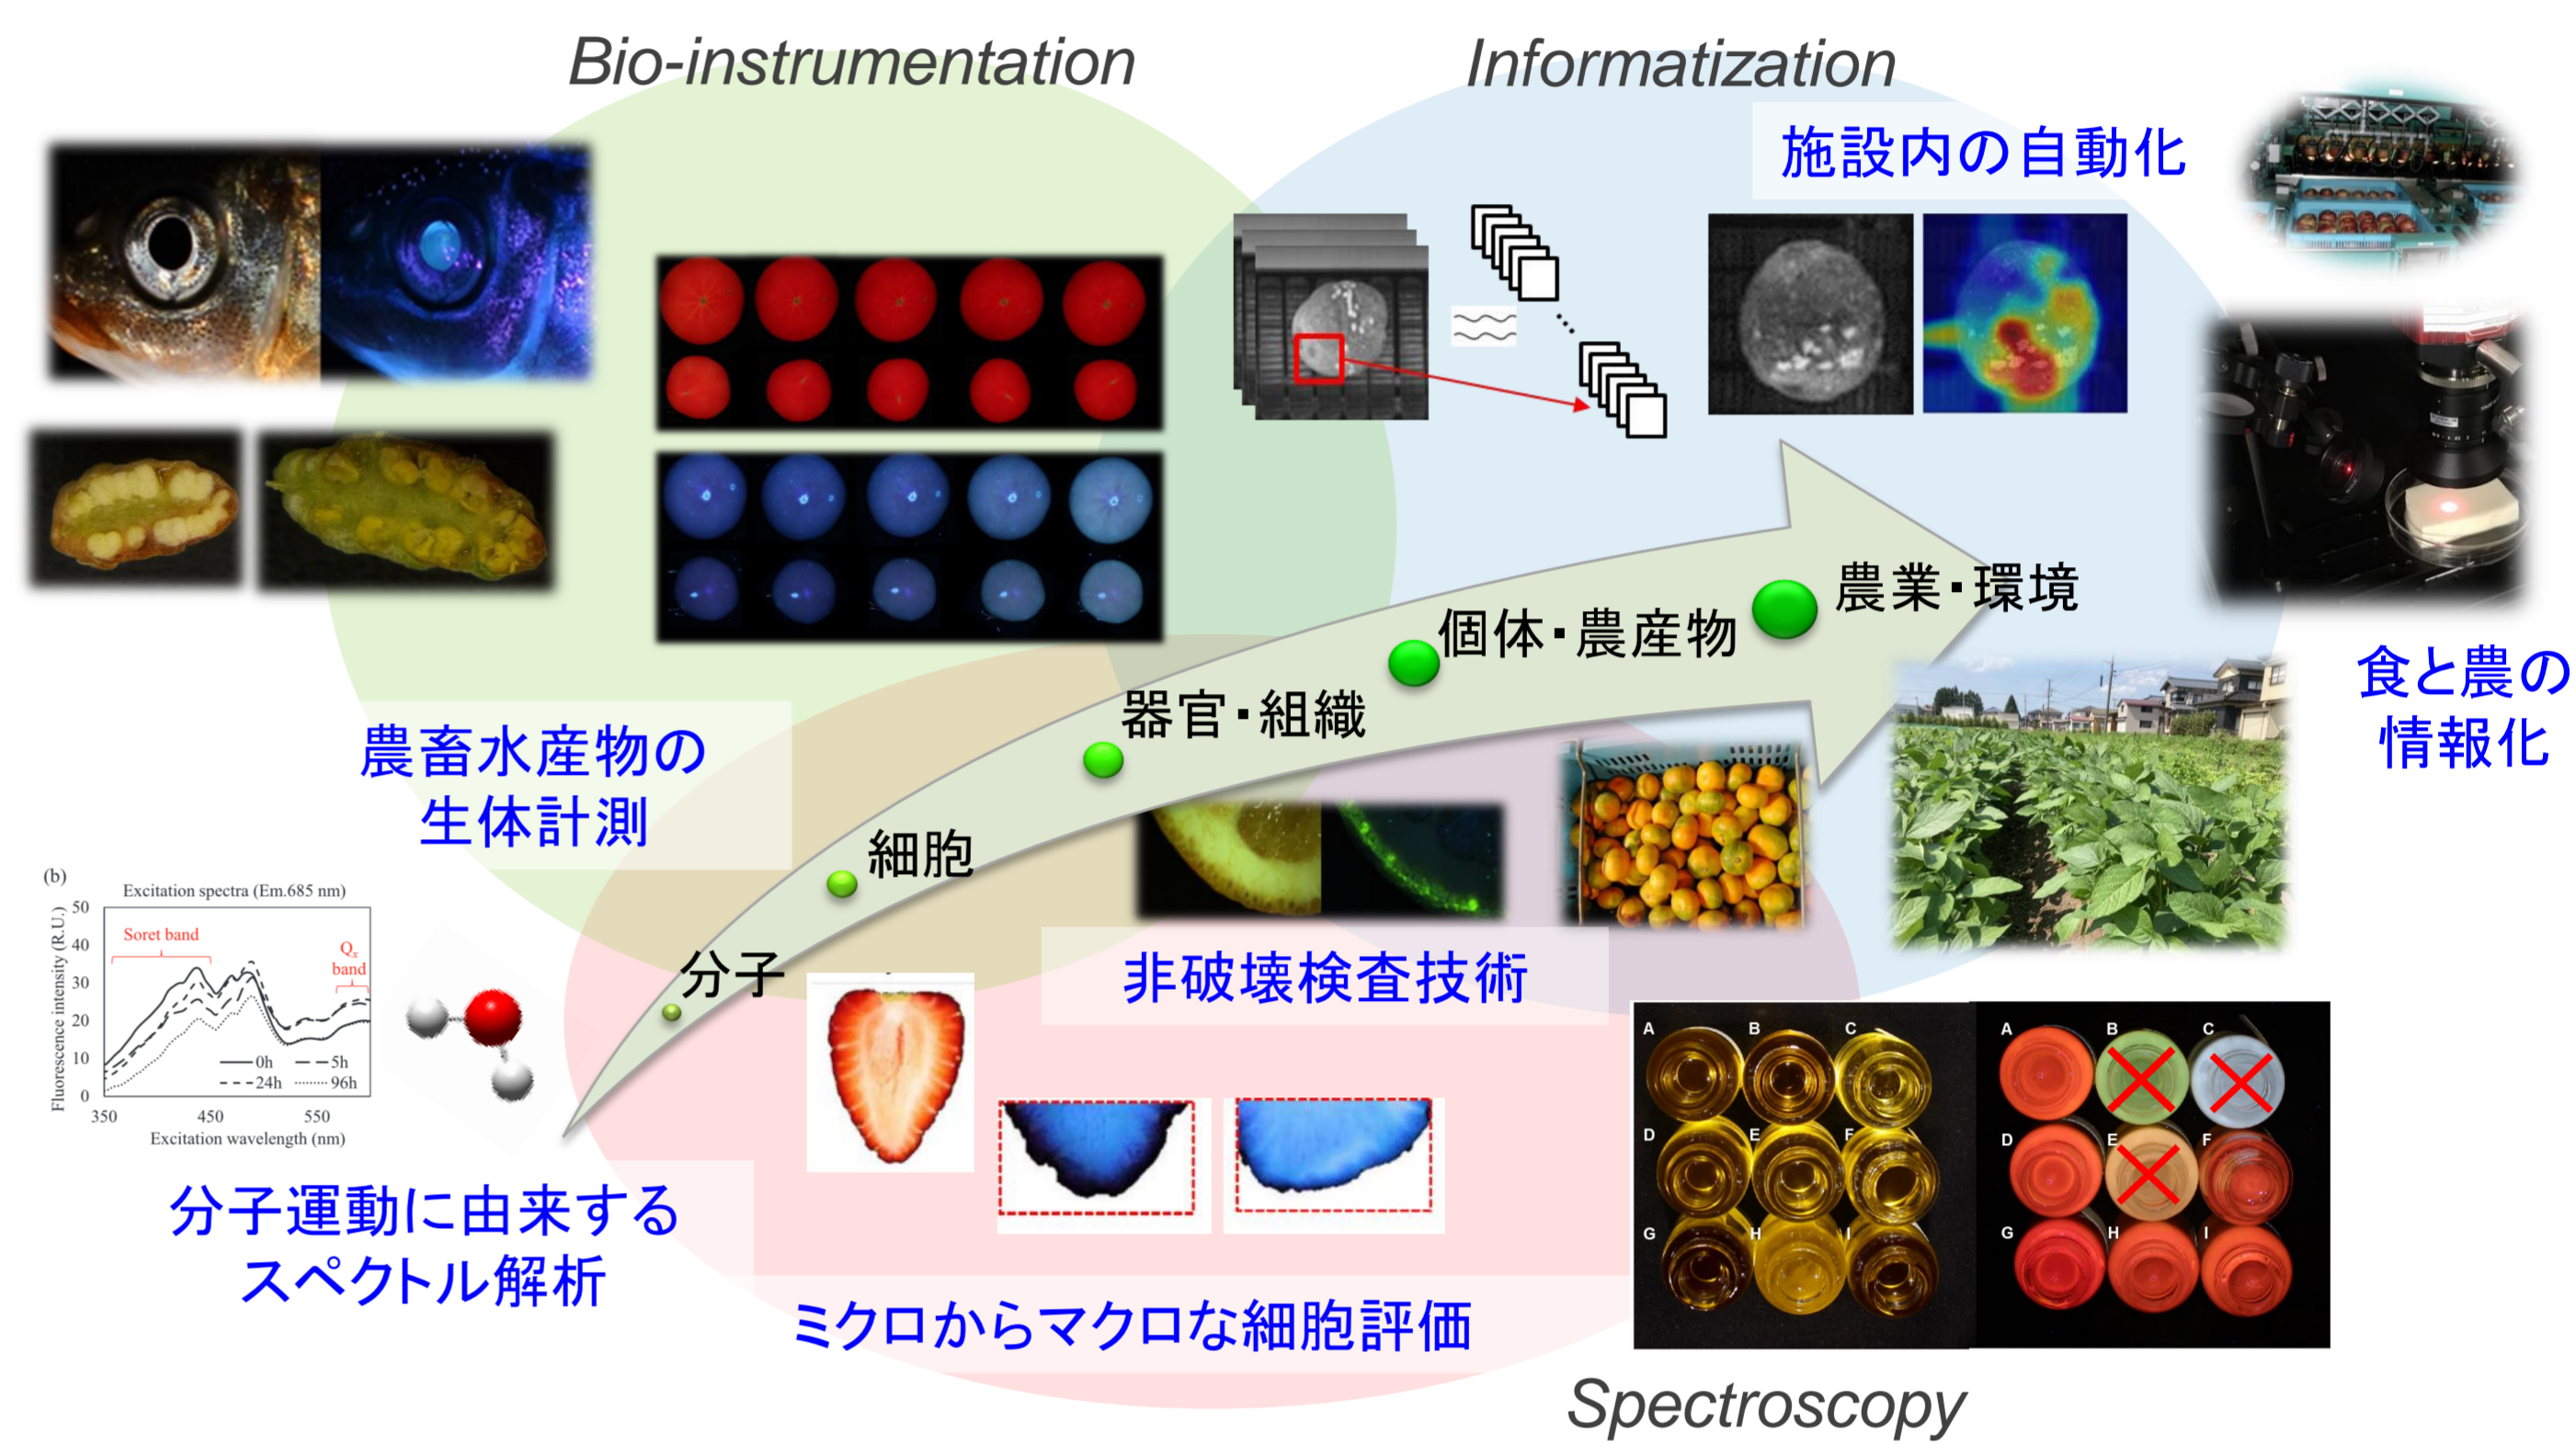 Bio-instrumentation
Informatization
施設内の自動化
農業・環境
個体・農産物
器官・組織
細胞
分子
食と農の
情報化
農畜水産物の
生体計測
非破壊検査技術
(b)
Excitation spectra (Em.685 nm)
Fluorescence intensity (R.U.)
50
40
30
20
10
0
Soret band
Qx
band
0h
5h
24h
96h
350
450
550
Excitation wavelength (nm)
分子運動に由来する
スペクトル解析
ミクロからマクロな細胞評価
A B C
D E F
G H I
A B C
D E F
G H I
Spectroscopy